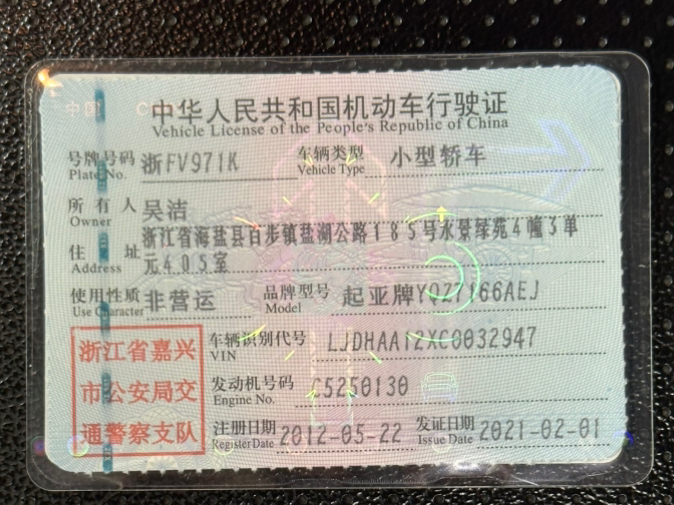 中国
中华人民共和国机动车行驶证
Vehicle License of the People's Republic of China
号牌号码 浙FV971K 车辆类型 小型轿车
Plate No. Vehicle Type
所有人 吴洁
Owner
住址 浙江省海盐县百步镇盐湖公路185号水景绿苑4幢3单
Address 元405室
使用性质 非营运 品牌型号 起亚牌YQZ7166AEJ
Use Character Model
浙江省嘉兴 车辆识别代号 LJDHAA12XC0032947
VIN
市公安局交 发动机号码 C5250130
Engine No.
通警察支队 注册日期 2012-05-22 发证日期 2021-02-01
Register Date Issue Date